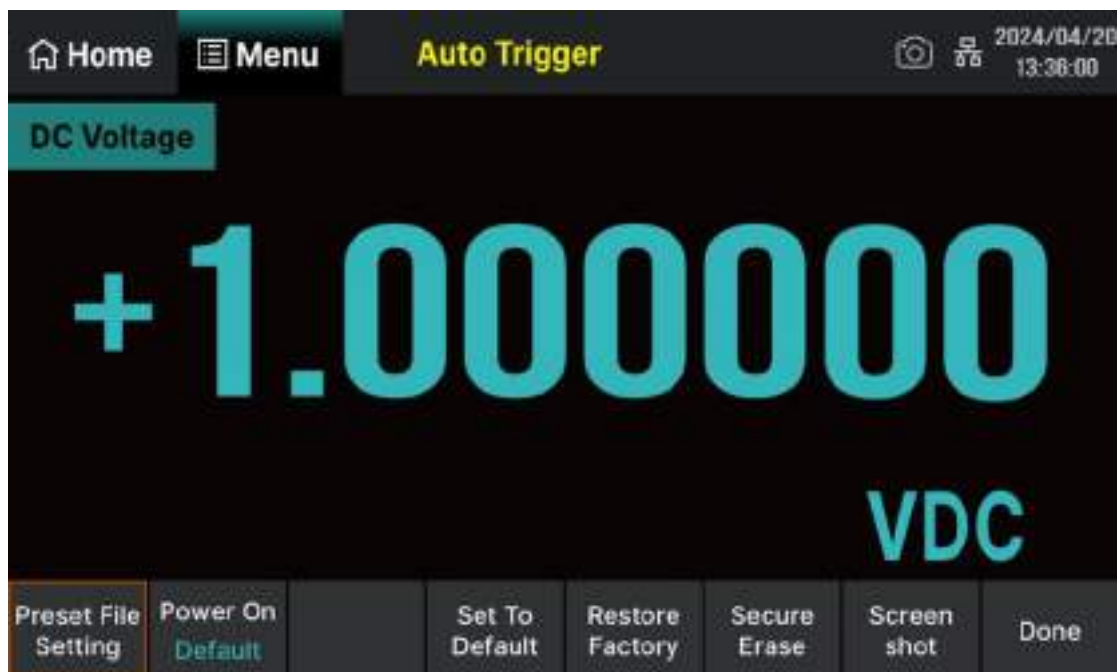 Home Menu Auto Trigger 2024/04/20
13:36:00
DC Voltage
+1.000000
VDC
Preset File Power On Set To Restore Secure Screen Done
Setting Default Default Factory Erase shot